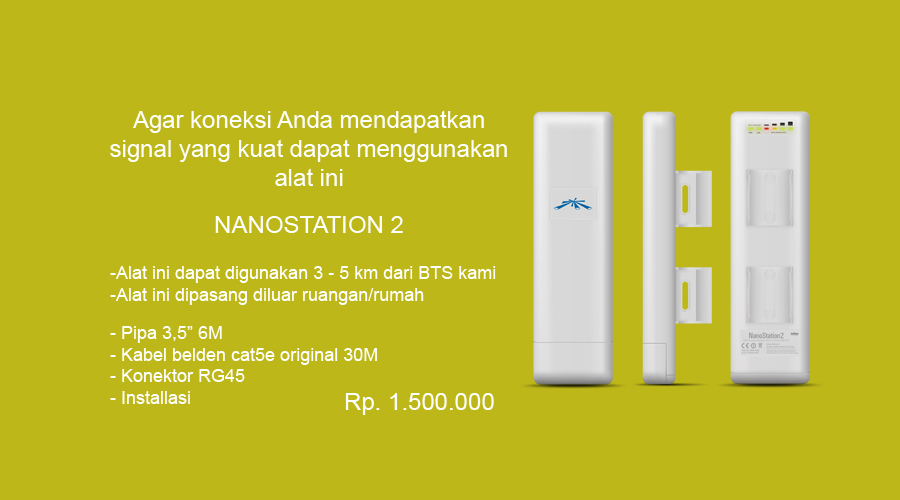 Agar koneksi Anda mendapatkan
signal yang kuat dapat menggunakan
alat ini
NANOSTATION 2
-Alat ini dapat digunakan 3 - 5 km dari BTS kami
-Alat ini dipasang diluar ruangan/rumah
- Pipa 3,5” 6M
- Kabel belden cat5e original 30M
- Konektor RG45
- Installasi
Rp. 1.500.000
NanoStation2